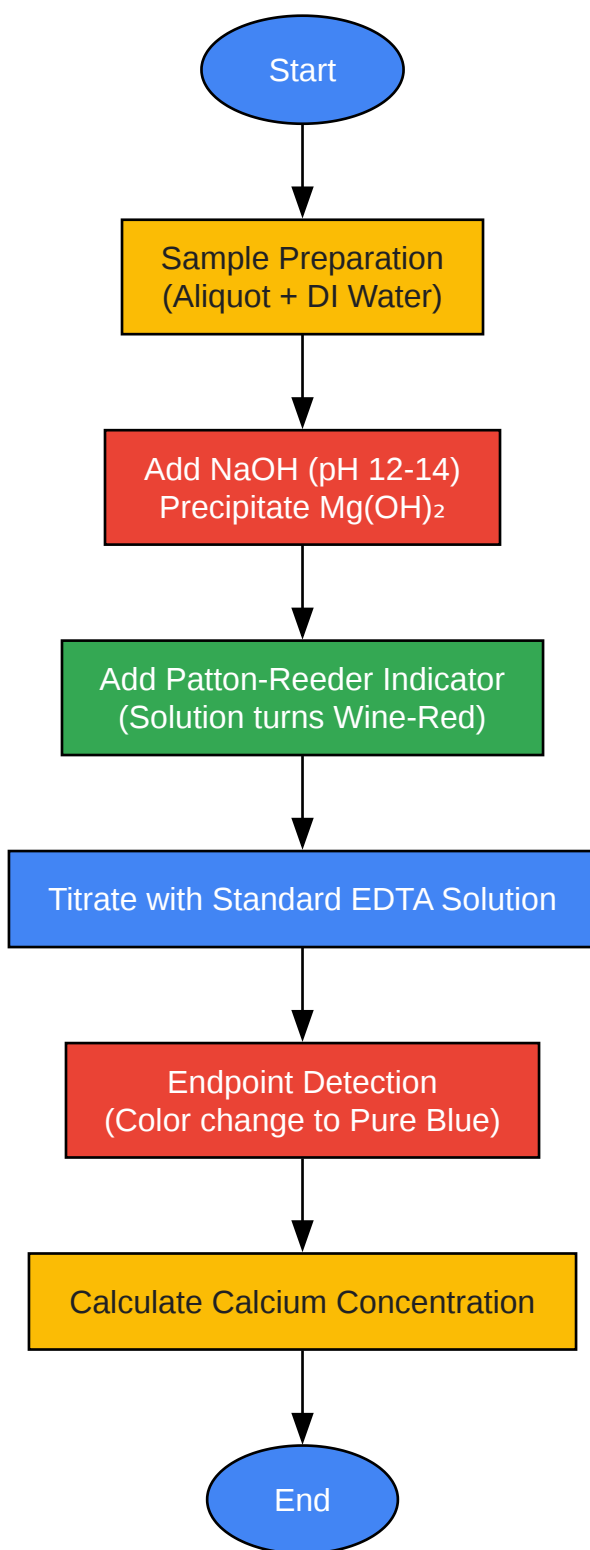 Start
Sample Preparation
(Aliquot + DI Water)
Add NaOH (pH 12-14)
Precipitate Mg(OH)₂
Add Patton-Reeder Indicator
(Solution turns Wine-Red)
Titrate with Standard EDTA Solution
Endpoint Detection
(Color change to Pure Blue)
Calculate Calcium Concentration
End